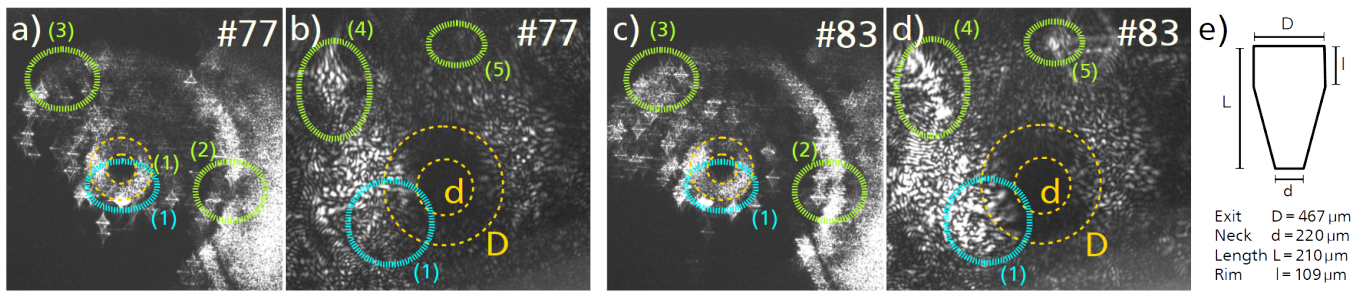 a)
(3)
#77
(1)
(2)
(1)
b)
(4)
#77
(5)
d
D
(1)
c)
(3)
#83
(2)
(1)
d)
(4)
#83
(5)
d
D
(1)
e)
D
L
l
d
Exit D = 467 µm
Neck d = 220 µm
Length L = 210 µm
Rim l = 109 µm